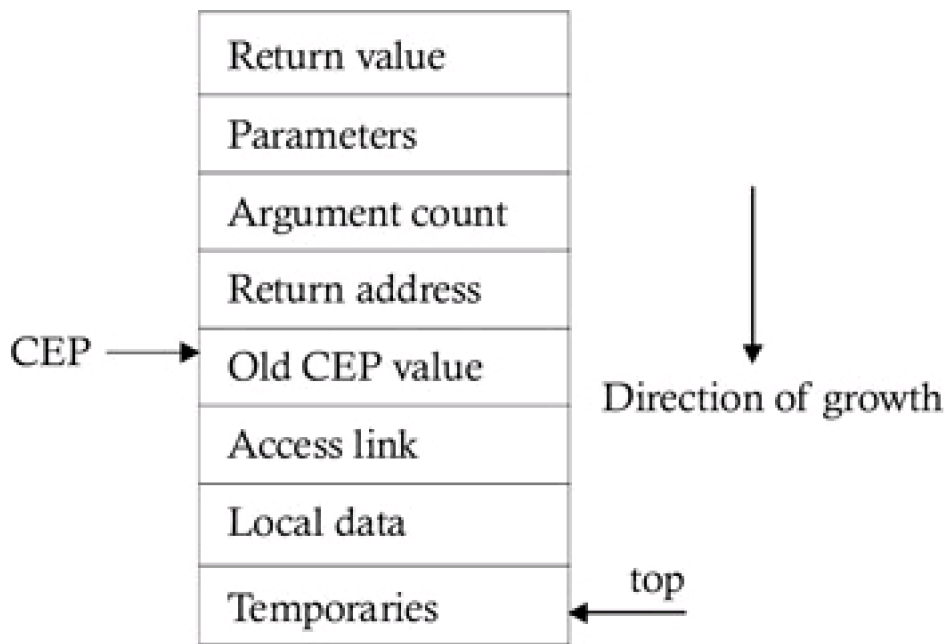 Return value
Parameters
Argument count
Return address
CEP
Old CEP value
Direction of growth
Access link
Local data
top
Temporaries